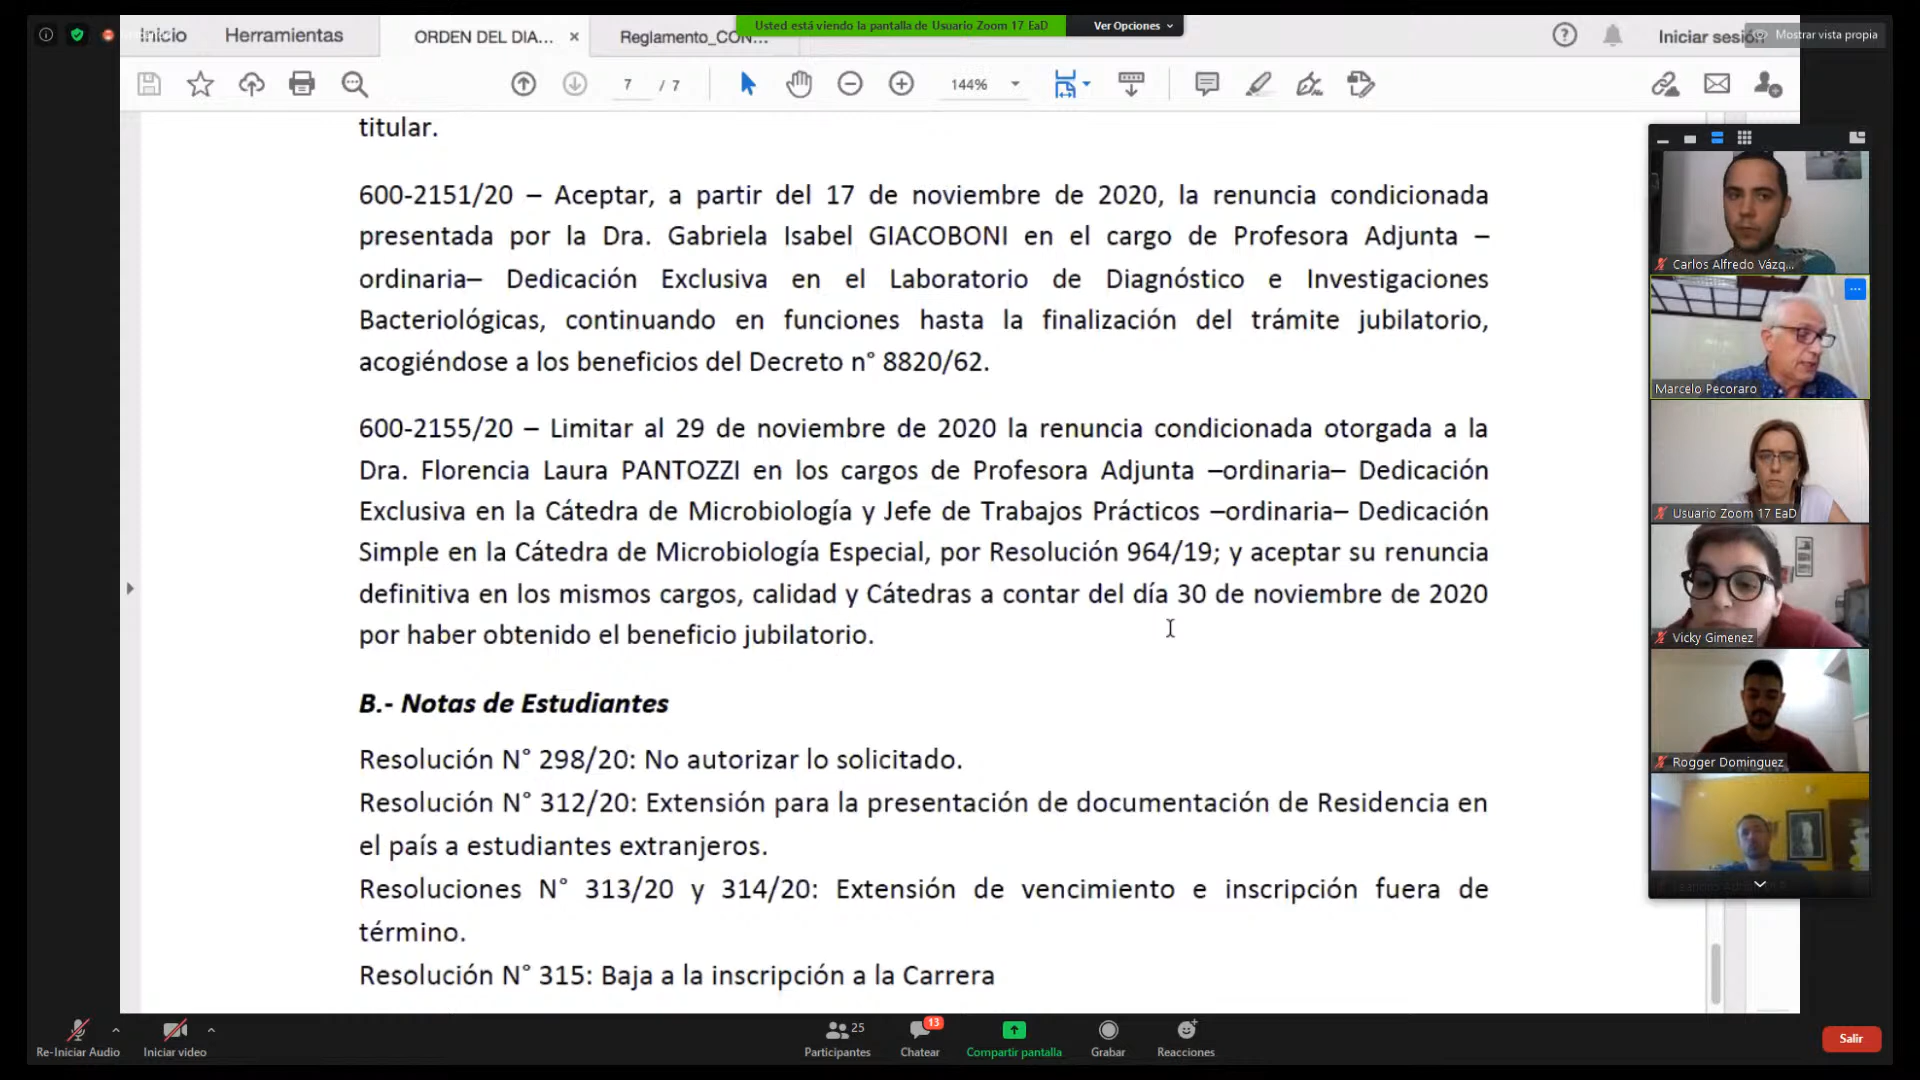 Inicio
Herramientas
ORDEN DEL DIA... ×
Reglamento_CON...
Usted está viendo la pantalla de Usuario Zoom 17 EaD
Ver Opciones
Iniciar sesión
Mostrar vista propia
7 / 7
144%
titular.
600-2151/20 – Aceptar, a partir del 17 de noviembre de 2020, la renuncia condicionada
presentada por la Dra. Gabriela Isabel GIACOBONI en el cargo de Profesora Adjunta –
ordinaria– Dedicación Exclusiva en el Laboratorio de Diagnóstico e Investigaciones
Bacteriológicas, continuando en funciones hasta la finalización del trámite jubilatorio,
acogiéndose a los beneficios del Decreto n° 8820/62.
600-2155/20 – Limitar al 29 de noviembre de 2020 la renuncia condicionada otorgada a la
Dra. Florencia Laura PANTOZZI en los cargos de Profesora Adjunta –ordinaria– Dedicación
Exclusiva en la Cátedra de Microbiología y Jefe de Trabajos Prácticos –ordinaria– Dedicación
Simple en la Cátedra de Microbiología Especial, por Resolución 964/19; y aceptar su renuncia
definitiva en los mismos cargos, calidad y Cátedras a contar del día 30 de noviembre de 2020
por haber obtenido el beneficio jubilatorio.
B.- Notas de Estudiantes
Resolución N° 298/20: No autorizar lo solicitado.
Resolución N° 312/20: Extensión para la presentación de documentación de Residencia en
el país a estudiantes extranjeros.
Resoluciones N° 313/20 y 314/20: Extensión de vencimiento e inscripción fuera de
término.
Resolución N° 315: Baja a la inscripción a la Carrera
Carlos Alfredo Vázq...
Marcelo Pecoraro
Usuario Zoom 17 EaD
Vicky Gimenez
Rogger Dominguez
Re-Iniciar Audio
Iniciar video
25
Participantes
13
Chatear
Compartir pantalla
Grabar
Reacciones
Salir